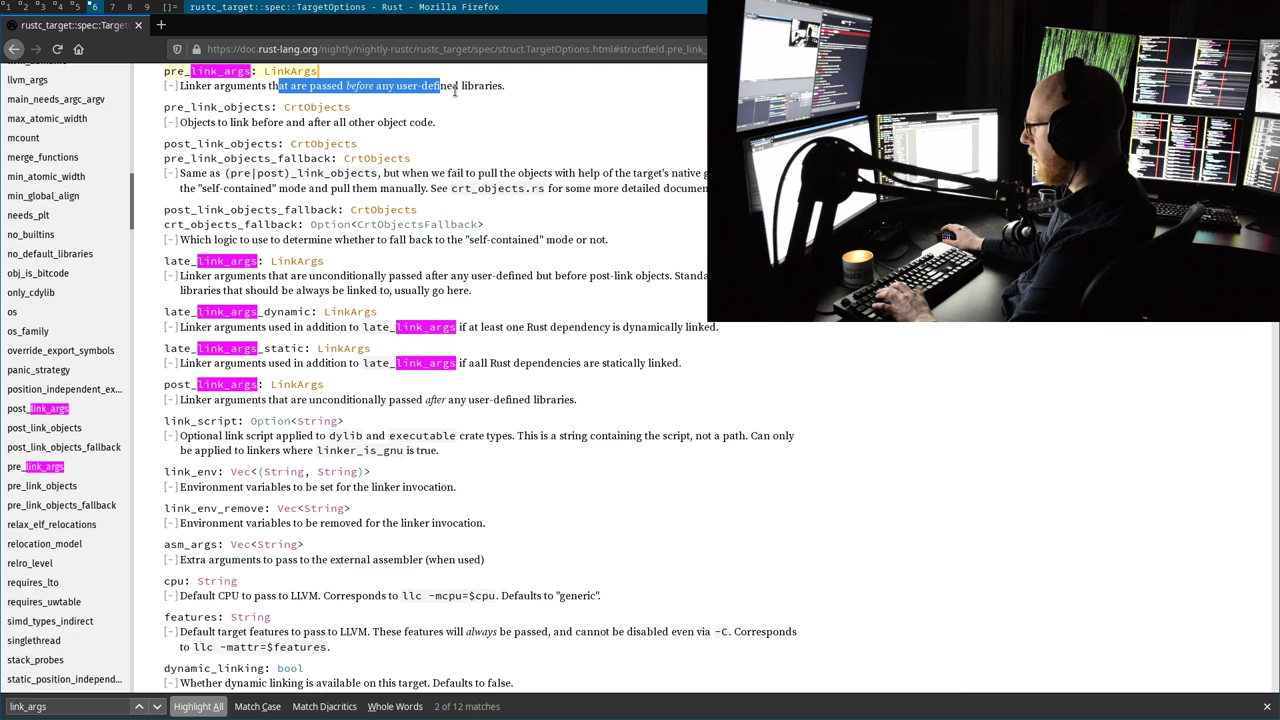 1 2 3 4 5 6 7 8 9 []= rustc_target::spec::TargetOptions - Rust - Mozilla Firefox
rustc_target::spec::Target
https://doc.rust-lang.org/nightly/nightly-rustc/rustc_target/spec/struct.TargetOptions.html#structfield.pre_link_
llvm_args
main_needs_argc_argv
max_atomic_width
mcount
merge_functions
min_atomic_width
min_global_align
needs_plt
no_builtins
no_default_libraries
obj_is_bitcode
only_cdylib
os
os_family
override_export_symbols
panic_strategy
position_independent_ex...
post_link_args
post_link_objects
post_link_objects_fallback
pre_link_args
pre_link_objects
pre_link_objects_fallback
relax_elf_relocations
relocation_model
relro_level
requires_lto
requires_uwtable
simd_types_indirect
singlethread
stack_probes
static_position_independ...
pre_link_args: LinkArgs
[-] Linker arguments that are passed before any user-defined libraries.
pre_link_objects: CrtObjects
[-] Objects to link before and after all other object code.
post_link_objects: CrtObjects
pre_link_objects_fallback: CrtObjects
[-] Same as (pre|post)_link_objects, but when we fail to pull the objects with help of the target's native g
the "self-contained" mode and pull them manually. See crt_objects.rs for some more detailed documen
post_link_objects_fallback: CrtObjects
crt_objects_fallback: Option<CrtObjectsFallback>
[-] Which logic to use to determine whether to fall back to the "self-contained" mode or not.
late_link_args: LinkArgs
[-] Linker arguments that are unconditionally passed after any user-defined but before post-link objects. Standa
libraries that should be always be linked to, usually go here.
late_link_args_dynamic: LinkArgs
[-] Linker arguments used in addition to late_link_args if at least one Rust dependency is dynamically linked.
late_link_args_static: LinkArgs
[-] Linker arguments used in addition to late_link_args if aall Rust dependencies are statically linked.
post_link_args: LinkArgs
[-] Linker arguments that are unconditionally passed after any user-defined libraries.
link_script: Option<String>
[-] Optional link script applied to dylib and executable crate types. This is a string containing the script, not a path. Can only
be applied to linkers where linker_is_gnu is true.
link_env: Vec<(String, String)>
[-] Environment variables to be set for the linker invocation.
link_env_remove: Vec<String>
[-] Environment variables to be removed for the linker invocation.
asm_args: Vec<String>
[-] Extra arguments to pass to the external assembler (when used)
cpu: String
[-] Default CPU to pass to LLVM. Corresponds to llc -mcpu=$cpu. Defaults to "generic".
features: String
[-] Default target features to pass to LLVM. These features will always be passed, and cannot be disabled even via -C. Corresponds
to llc -mattr=$features.
dynamic_linking: bool
[-] Whether dynamic linking is available on this target. Defaults to false.
link_args Highlight All Match Case Match Diacritics Whole Words 2 of 12 matches